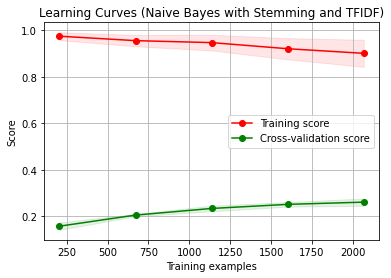 Learning Curves (Naive Bayes with Stemming and TFIDF)
1.0
0.8
0.6
0.4
0.2
Score
Training score
Cross-validation score
250 500 750 1000 1250 1500 1750 2000
Training examples